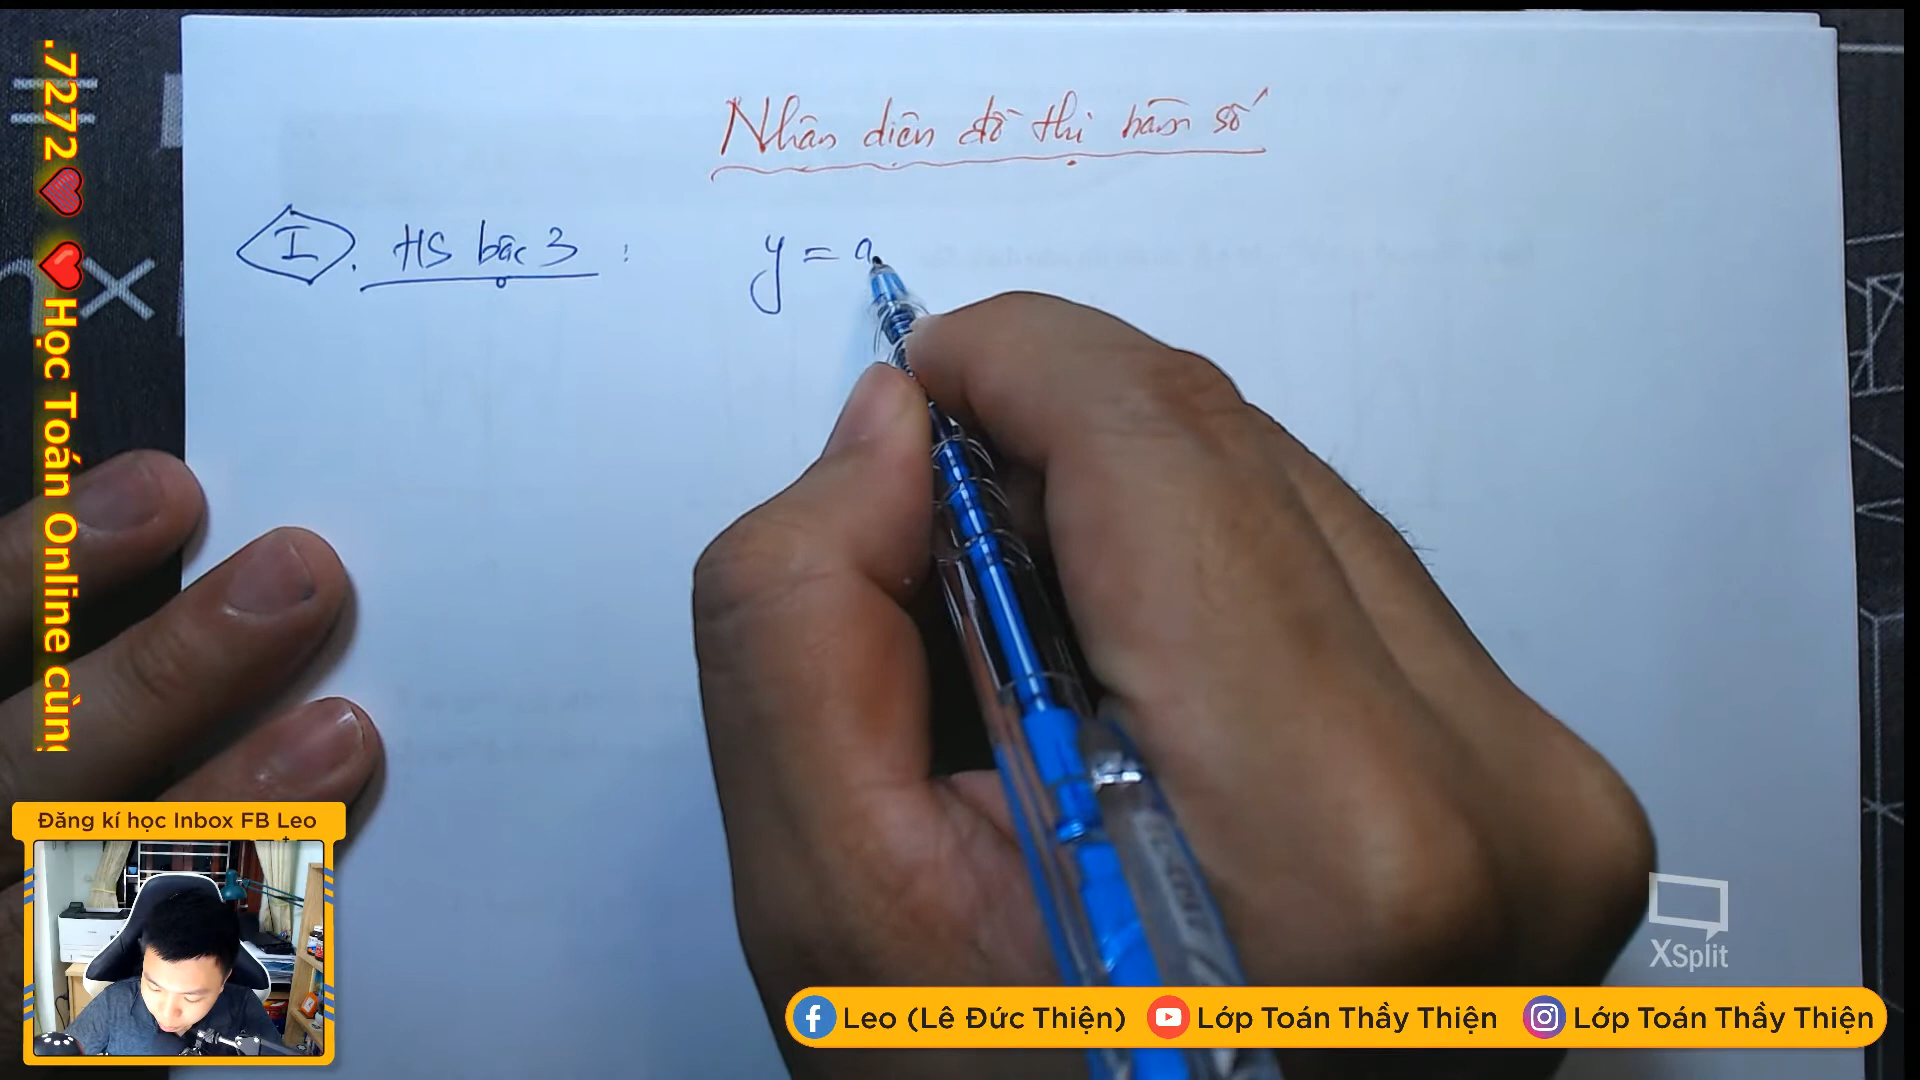 Nhận diện đồ thị hàm số
I. HS bậc 3 : y = a
.7272 Học Toán Online cùng
Đăng kí học Inbox FB Leo
XSplit
Leo (Lê Đức Thiện) Lớp Toán Thầy Thiện Lớp Toán Thầy Thiện